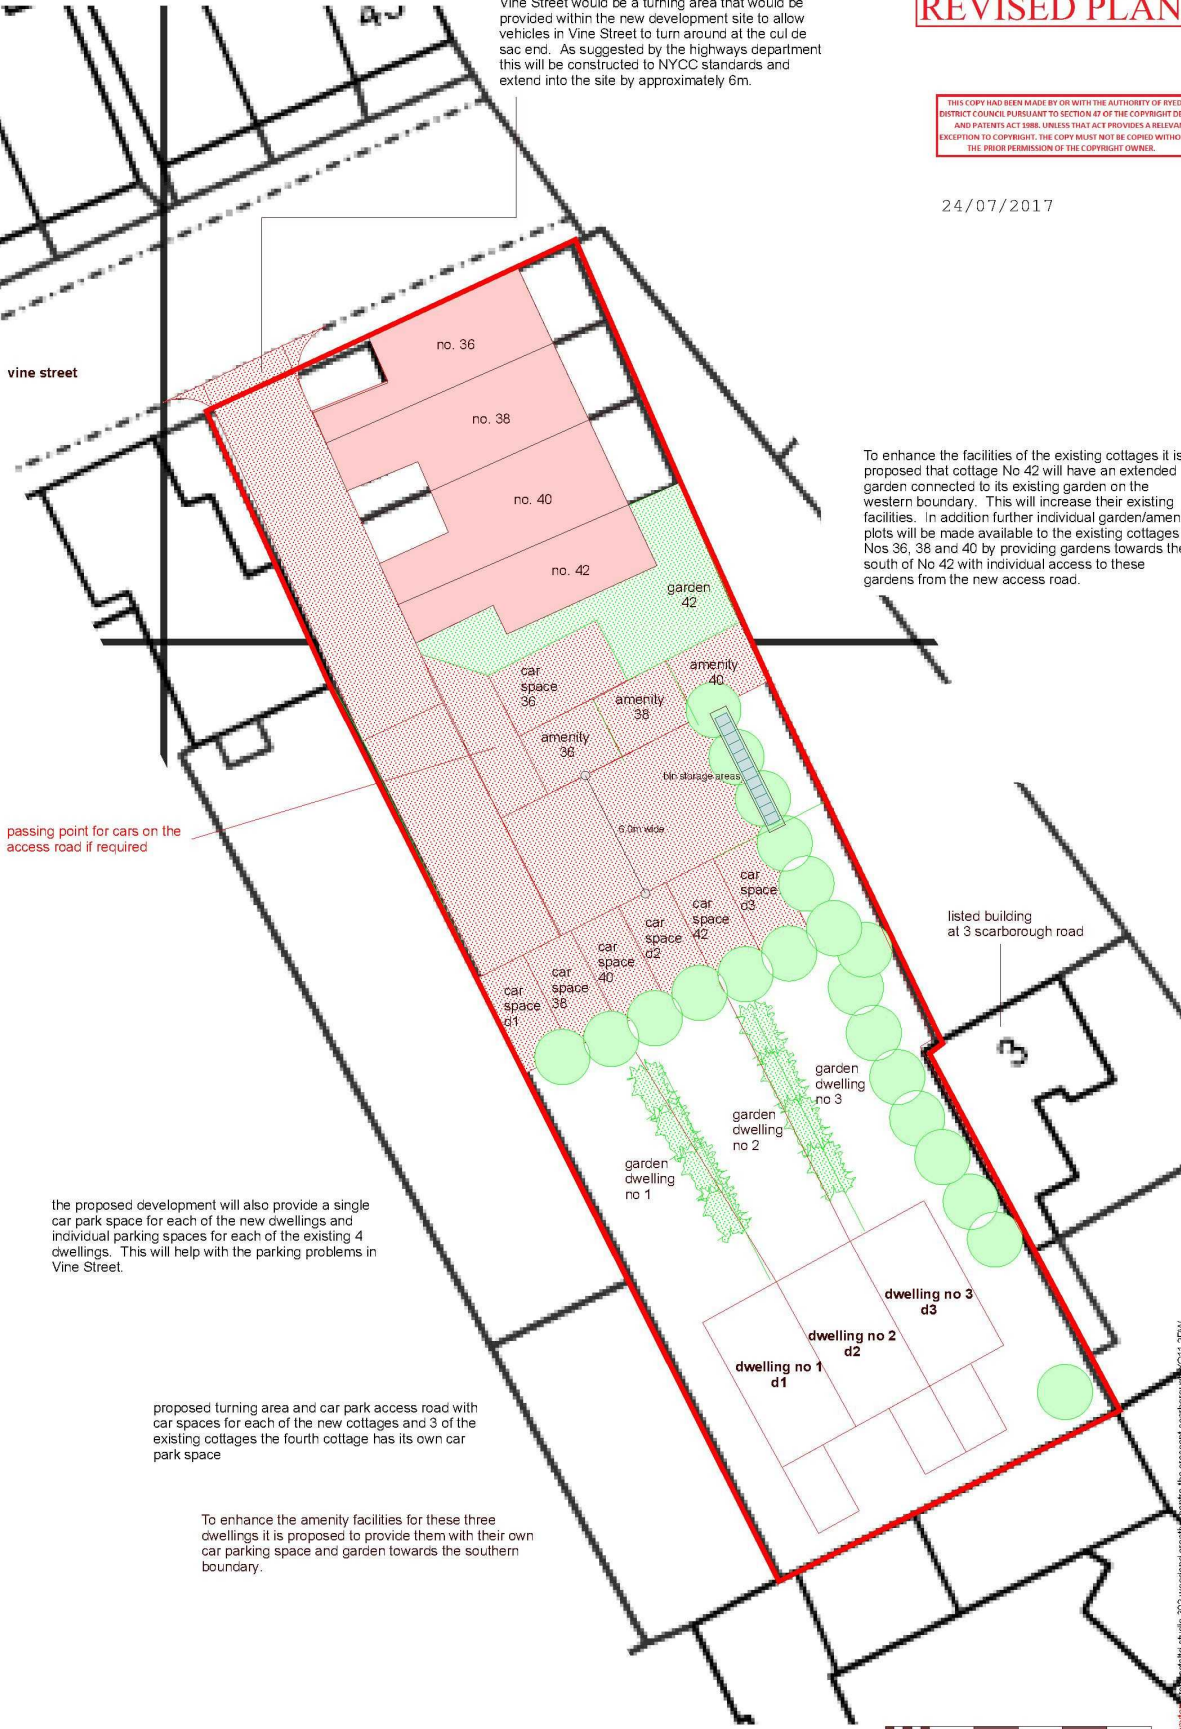 Vine Street would be a turning area that would be
provided within the new development site to allow
vehicles in Vine Street to turn around at the cul de
sac end. As suggested by the highways department
this will be constructed to NYCC standards and
extend into the site by approximately 6m.
REVISED PLAN
THIS COPY HAD BEEN MADE BY OR WITH THE AUTHORITY OF RYED
DISTRICT COUNCIL PURSUANT TO SECTION 47 OF THE COPYRIGHT DE
AND PATENTS ACT 1988. UNLESS THAT ACT PROVIDES A RELEVA
EXCEPTION TO COPYRIGHT. THE COPY MUST NOT BE COPIED WITHO
THE PRIOR PERMISSION OF THE COPYRIGHT OWNER.
24/07/2017
vine street
no. 36
no. 38
no. 40
no. 42
garden
42
To enhance the facilities of the existing cottages it is
proposed that cottage No 42 will have an extended
garden connected to its existing garden on the
western boundary. This will increase their existing
facilities. In addition further individual garden/amen
plots will be made available to the existing cottages
Nos 36, 38 and 40 by providing gardens towards the
south of No 42 with individual access to these
gardens from the new access road.
car
space
36
amenity
40
amenity
38
amenity
36
bin storage areas
6.0m wide
passing point for cars on the
access road if required
car
space
d3
car
space
42
car
space
d2
car
space
40
car
space
38
car
space
d1
listed building
at 3 scarborough road
3
garden
dwelling
no 3
garden
dwelling
no 2
garden
dwelling
no 1
the proposed development will also provide a single
car park space for each of the new dwellings and
individual parking spaces for each of the existing 4
dwellings. This will help with the parking problems in
Vine Street.
dwelling no 3
d3
dwelling no 2
d2
dwelling no 1
d1
proposed turning area and car park access road with
car spaces for each of the new cottages and 3 of the
existing cottages the fourth cottage has its own car
park space
To enhance the amenity facilities for these three
dwellings it is proposed to provide them with their own
car parking space and garden towards the southern
boundary.